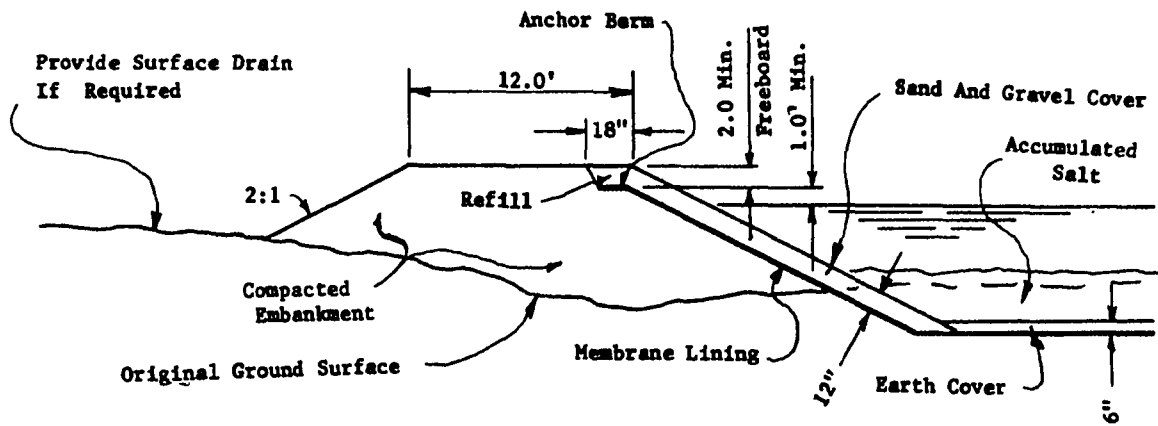 Anchor Berm
Provide Surface Drain
If Required
12.0'
2.0 Min.
Freeboard
1.0' Min.
Sand And Gravel Cover
18"
Accumulated
Salt
2:1
Refill
Compacted
Embankment
Original Ground Surface
Membrane Lining
12"
Earth Cover
6"